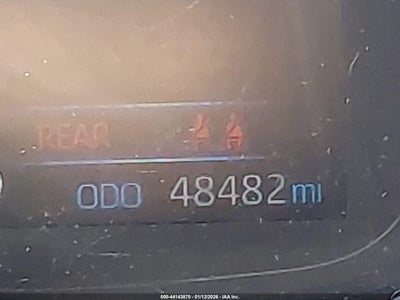 REAR
ODO 48482 mi
000-44143870 - 01/12/2026 - IAA Inc.